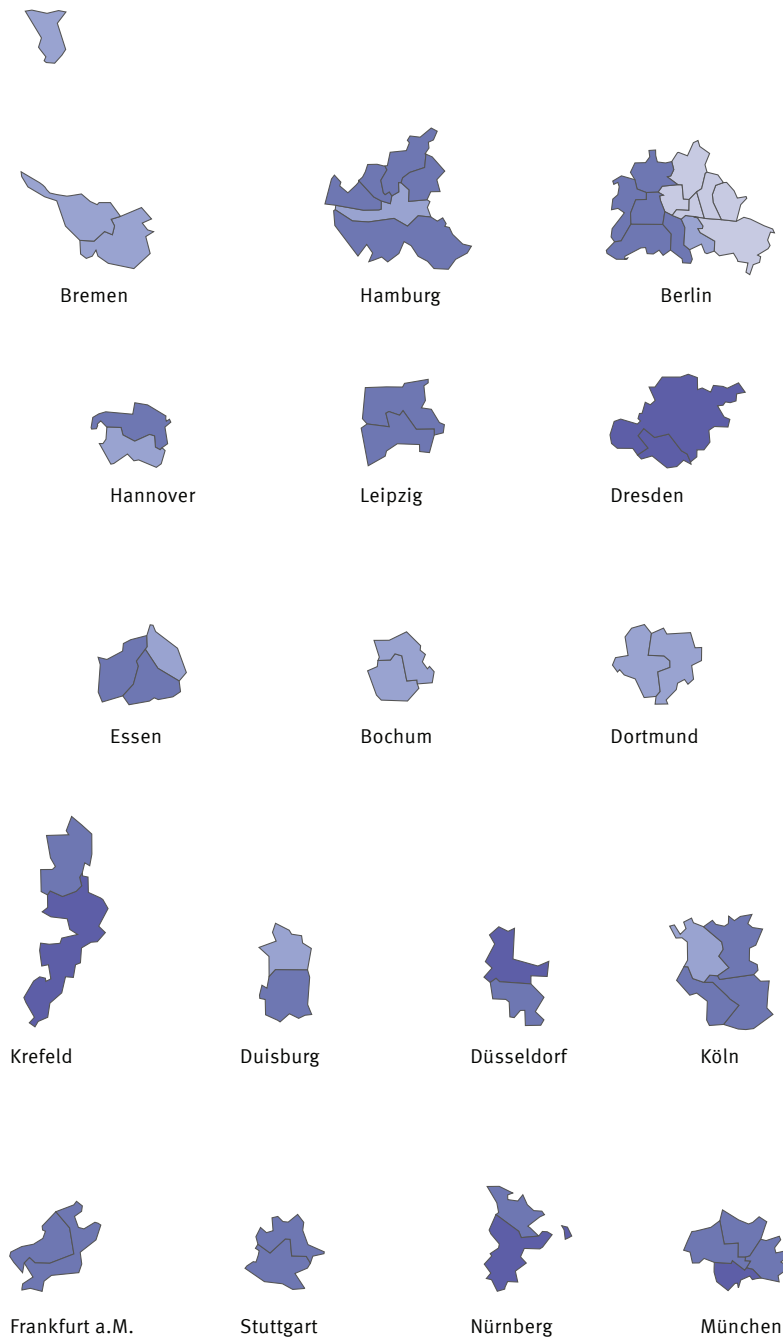 Bremen
Hamburg
Berlin
Hannover
Leipzig
Dresden
Essen
Bochum
Dortmund
Krefeld
Duisburg
Düsseldorf
Köln
Frankfurt a.M.
Stuttgart
Nürnberg
München